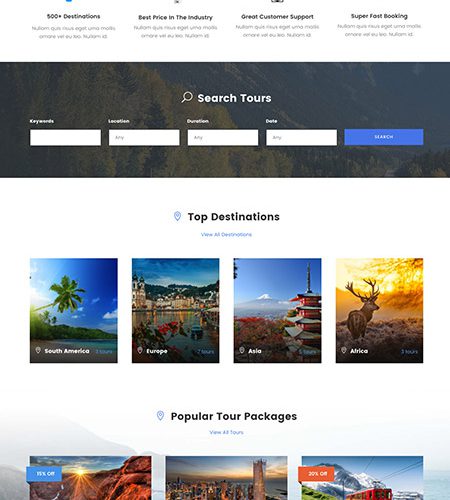 500+ Destinations
Best Price In The Industry
Great Customer Support
Super Fast Booking
Nullam quis risus eget urna mollis ornare vel eu leo. Nullam id.
Nullam quis risus eget urna mollis ornare vel eu leo. Nullam id.
Nullam quis risus eget urna mollis ornare vel eu leo. Nullam id.
Nullam quis risus eget urna mollis ornare vel eu leo. Nullam id.
Search Tours
Keywords
Location
Duration
Date
Any
Any
Any
SEARCH
Top Destinations
View All Destinations
South America
3 tours
Europe
7 tours
Asia
5 tours
Africa
3 tours
Popular Tour Packages
View All Tours
15% Off
20% Off